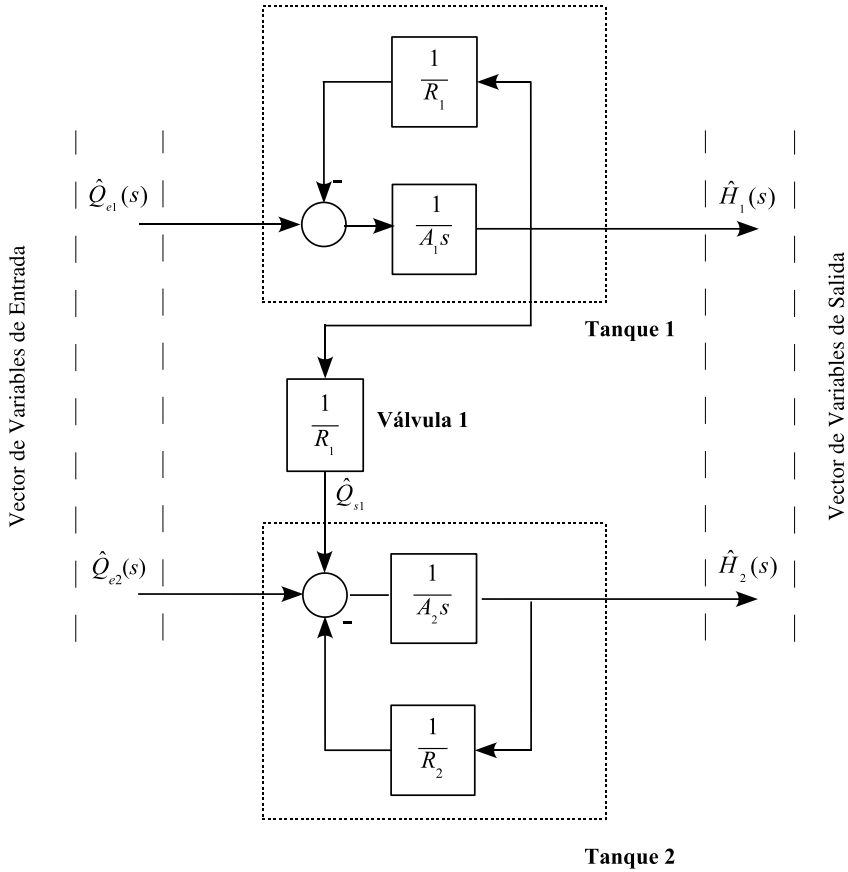 1
R₁
-
Q̂ₑ₁(s)
1
A₁s
Ĥ₁(s)
Vector de Variables de Entrada
Vector de Variables de Salida
Tanque 1
1
R₁
Válvula 1
Q̂ₛ₁
Q̂ₑ₂(s)
1
A₂s
Ĥ₂(s)
-
1
R₂
Tanque 2